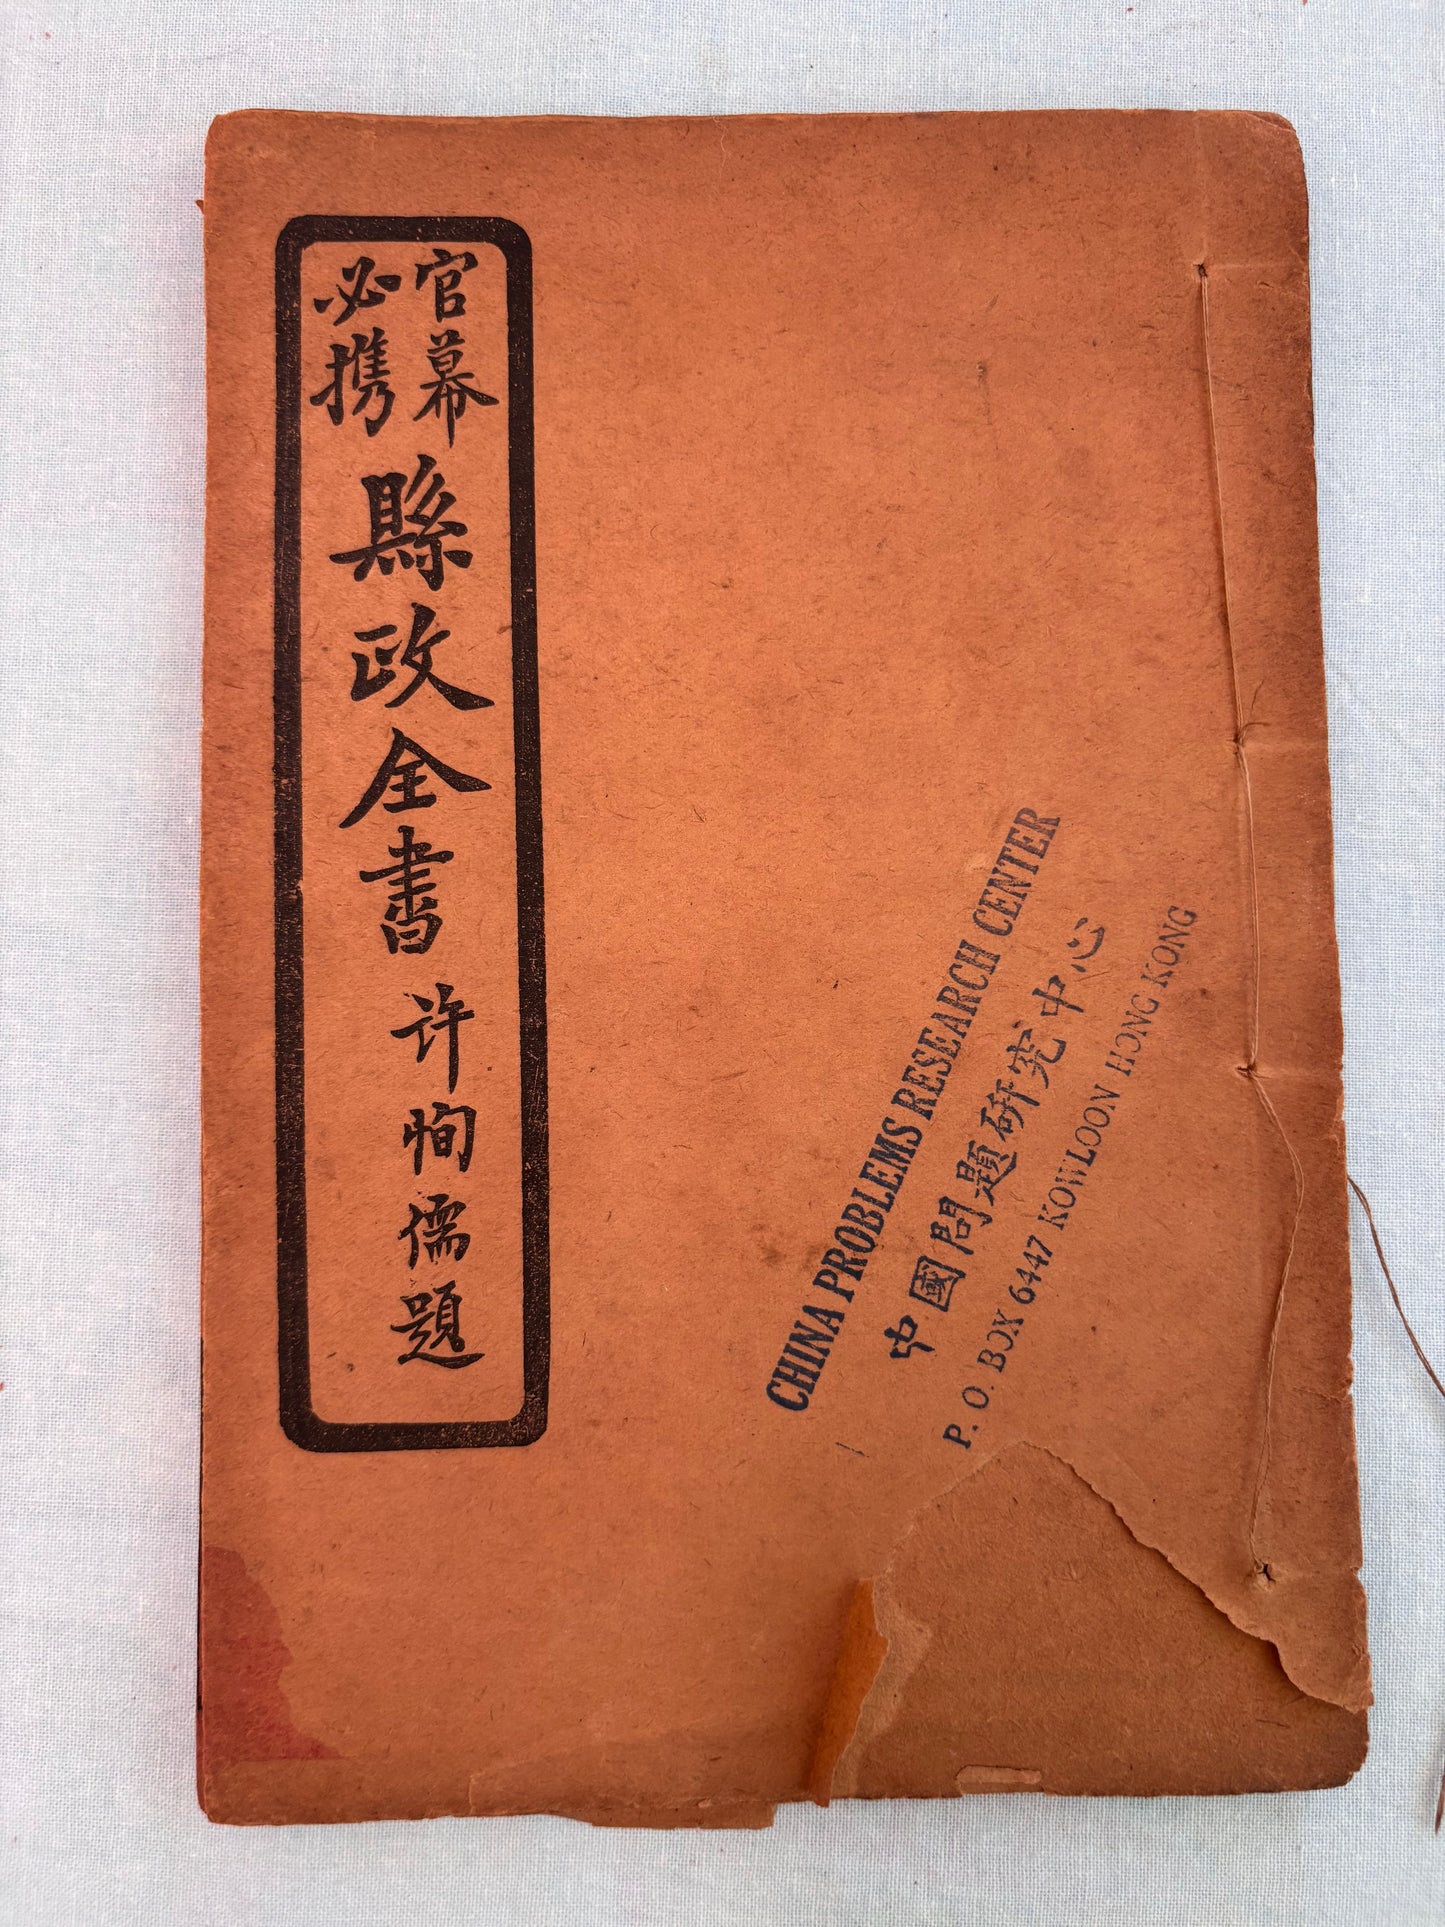 官幕
必携
縣政全書
许恂儒題
CHINA PROBLEMS RESEARCH CENTER
中國問題研究中心
P. O. BOX 6447 KOWLOON HONG KONG